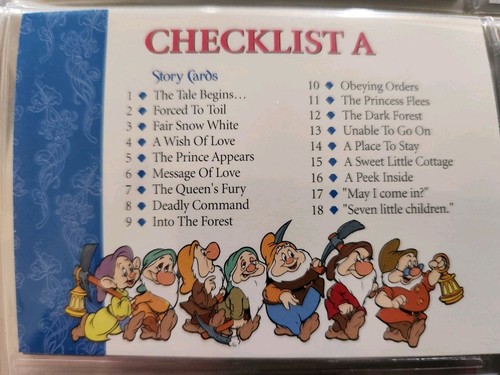 CHECKLIST A
Story Cards
1 ◆ The Tale Begins...
2 ◆ Forced To Toil
3 ◆ Fair Snow White
4 ◆ A Wish Of Love
5 ◆ The Prince Appears
6 ◆ Message Of Love
7 ◆ The Queen's Fury
8 ◆ Deadly Command
9 ◆ Into The Forest
10 ◆ Obeying Orders
11 ◆ The Princess Flees
12 ◆ The Dark Forest
13 ◆ Unable To Go On
14 ◆ A Place To Stay
15 ◆ A Sweet Little Cottage
16 ◆ A Peek Inside
17 ◆ "May I come in?"
18 ◆ "Seven little children."